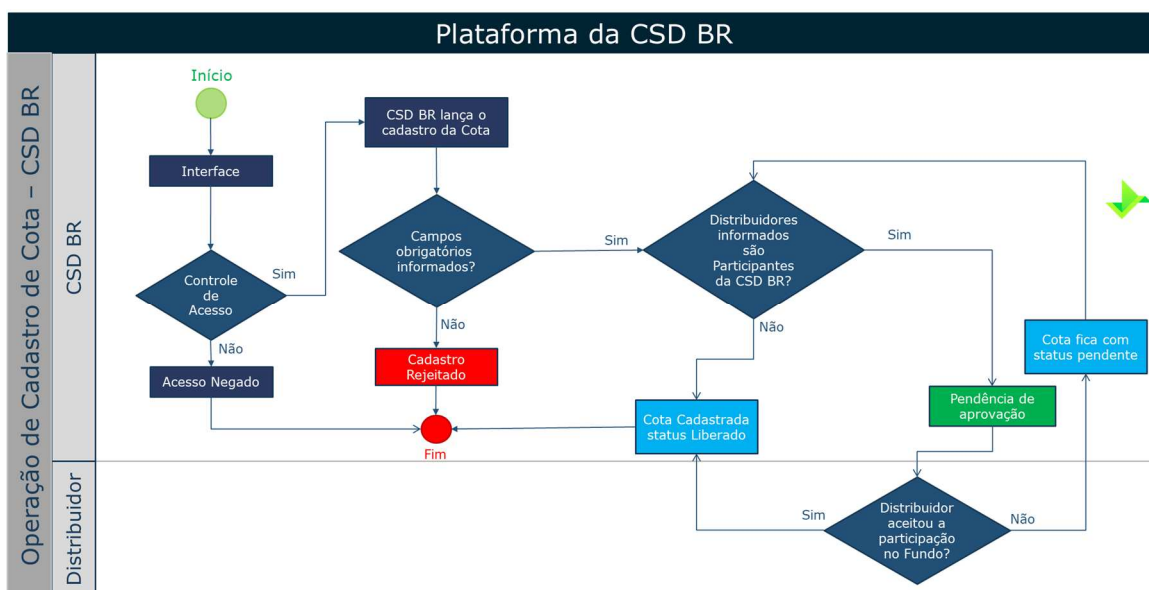 Plataforma da CSD BR
Operação de Cadastro de Cota – CSD BR
CSD BR
Distribuidor
Início
Interface
Controle
de
Acesso
Sim
Não
Acesso Negado
CSD BR lança o
cadastro da Cota
Campos
obrigatórios
informados?
Sim
Não
Cadastro
Rejeitado
Fim
Distribuidores
informados
são
Participantes
da CSD BR?
Sim
Não
Cota Cadastrada
status Liberado
Cota fica com
status pendente
Pendência de
aprovação
Distribuidor
aceitou a
participação
no Fundo?
Sim
Não